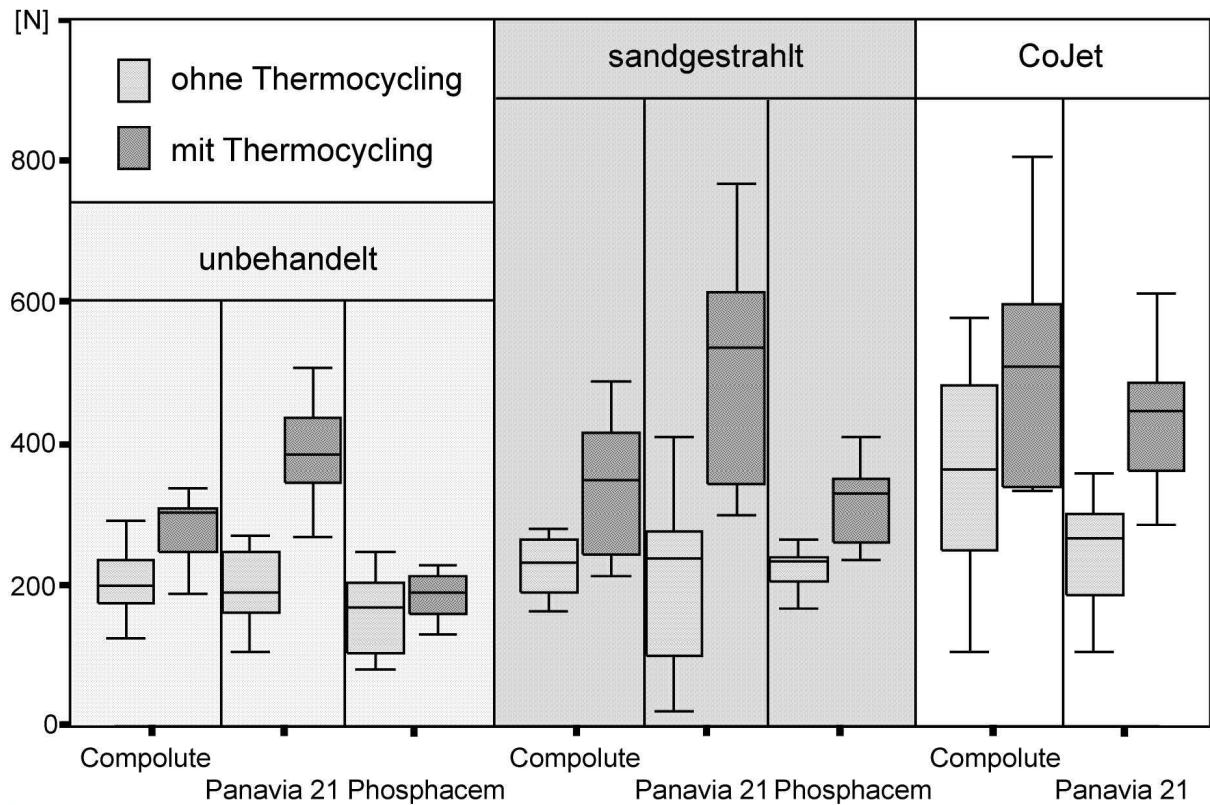 [N]
ohne Thermocycling
mit Thermocycling
unbehandelt
sandgestrahlt
CoJet
800
600
400
200
0
Compolute
Panavia 21
Phosphacem
Compolute
Panavia 21
Phosphacem
Compolute
Panavia 21